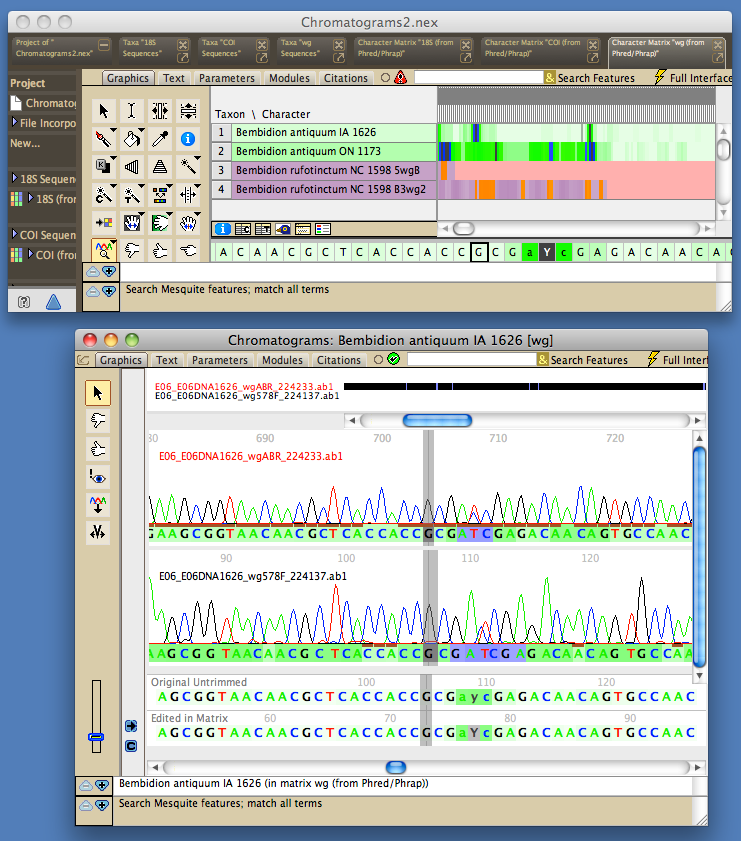 Chromatograms2.nex
Project of "Chromatograms2.nex"
Taxa "18S Sequences"
Taxa "COI Sequences"
Taxa "wg Sequences"
Character Matrix "18S (from Phred/Phrap)"
Character Matrix "COI (from Phred/Phrap)"
Character Matrix "wg (from Phred/Phrap)"
Project
Graphics Text Parameters Modules Citations & Search Features Full Interface
Chromatog
File Incorpo
New...
18S Sequen
18S (fror
COI Sequen
COI (from
Taxon \ Character
1 Bembidion antiquum IA 1626
2 Bembidion antiquum ON 1173
3 Bembidion rufotinctum NC 1598 5wgB
4 Bembidion rufotinctum NC 1598 B3wg2
A C A A C G C T C A C C A C C G C G a Y c G A G A C A A C A
Search Mesquite features; match all terms
Chromatograms: Bembidion antiquum IA 1626 [wg]
Graphics Text Parameters Modules Citations & Search Features Full Interf
E06_E06DNA1626_wgABR_224233.ab1
E06_E06DNA1626_wg578F_224137.ab1
80 690 700 710 720
E06_E06DNA1626_wgABR_224233.ab1
GAAGCGGTAACAACGCTCACCACCGCGATCGAGACAACAGTGCCAAC
90 100 110 120
E06_E06DNA1626_wg578F_224137.ab1
AAGCGGTAACAACGCTCACCACCGCGATCGAGACAACAGTGCCAA
Original Untrimmed 100 110 120
AGCGGTAACAACGCTCACCACCGCGaycGAGACAACAGTGCCAAC
Edited in Matrix 60 70 80 90
AGCGGTAACAACGCTCACCACCGCGaYcGAGACAACAGTGCCAAC
Bembidion antiquum IA 1626 (in matrix wg (from Phred/Phrap))
Search Mesquite features; match all terms